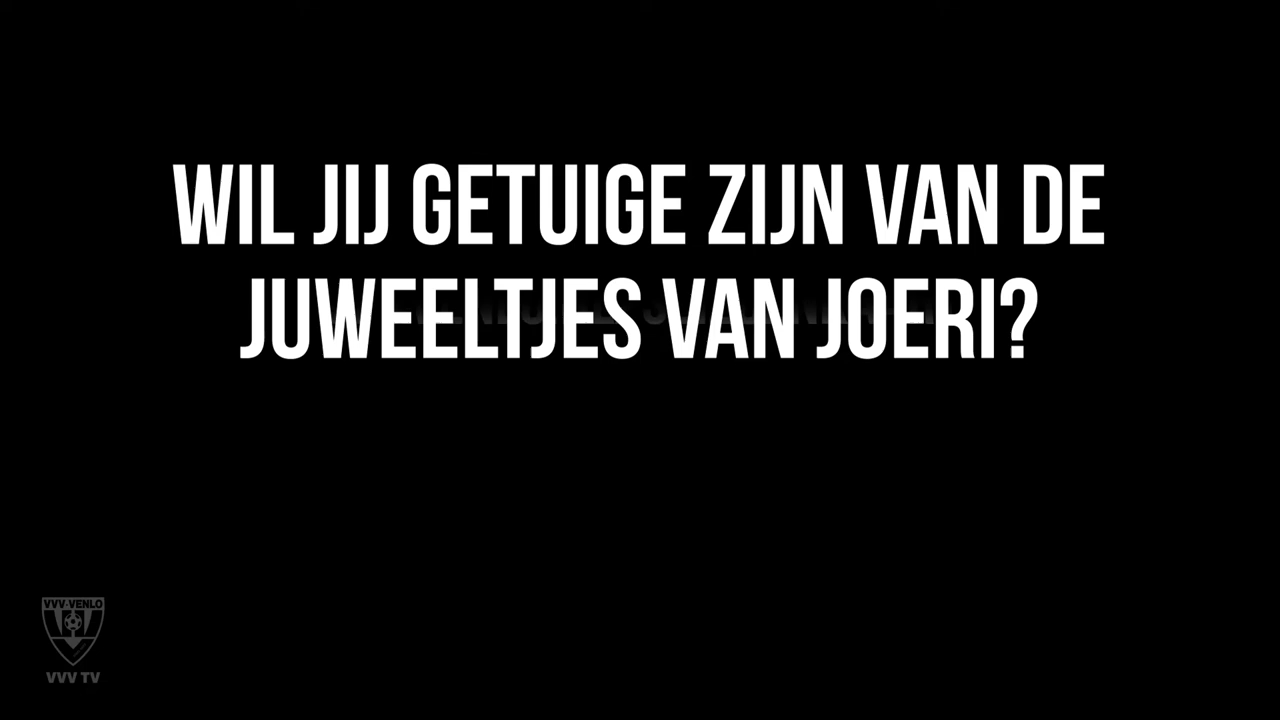 WIL JIJ GETUIGE ZIJN VAN DE
JUWEELTJES VAN JOERI?
VVV-VENLO
VVV TV